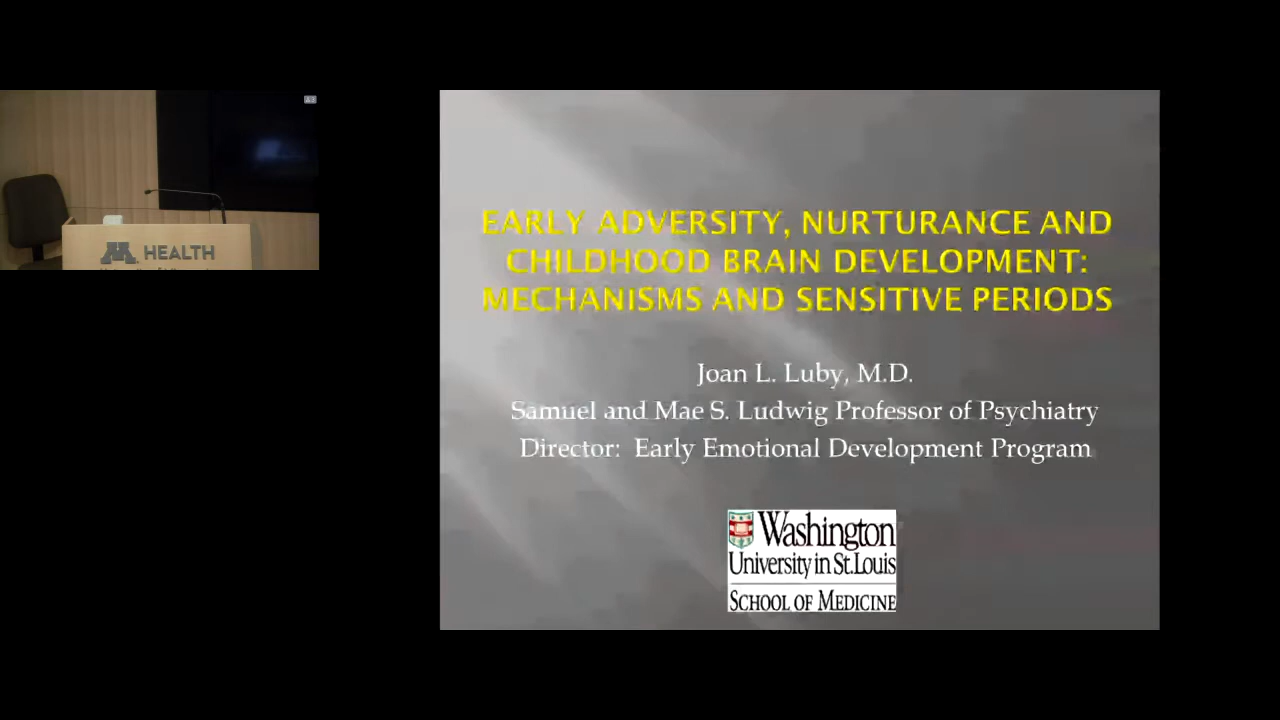 M HEALTH
EARLY ADVERSITY, NURTURANCE AND
CHILDHOOD BRAIN DEVELOPMENT:
MECHANISMS AND SENSITIVE PERIODS
Joan L. Luby, M.D.
Samuel and Mae S. Ludwig Professor of Psychiatry
Director: Early Emotional Development Program
Washington
University in St. Louis
SCHOOL OF MEDICINE